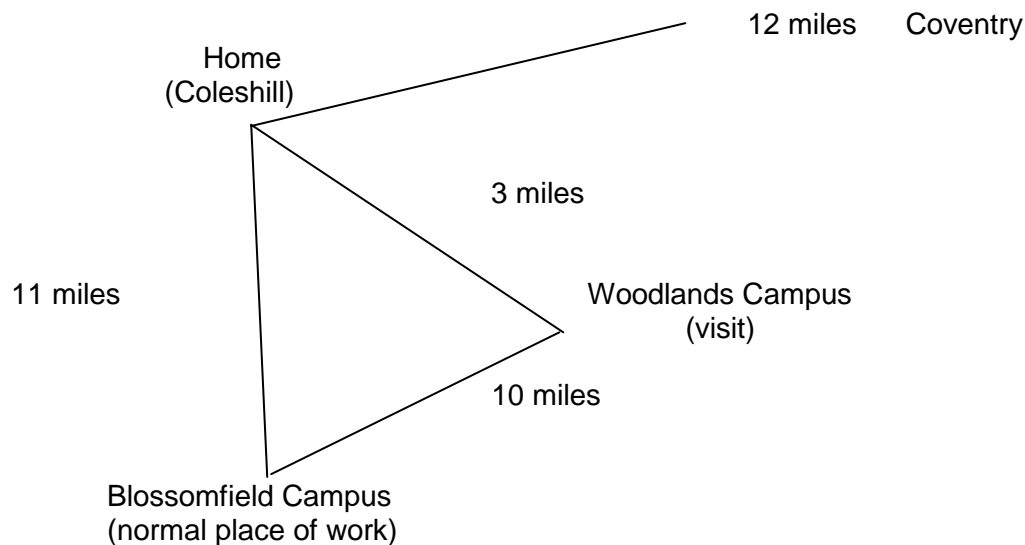 12 miles Coventry
Home
(Coleshill)
3 miles
11 miles
Woodlands Campus
(visit)
10 miles
Blossomfield Campus
(normal place of work)